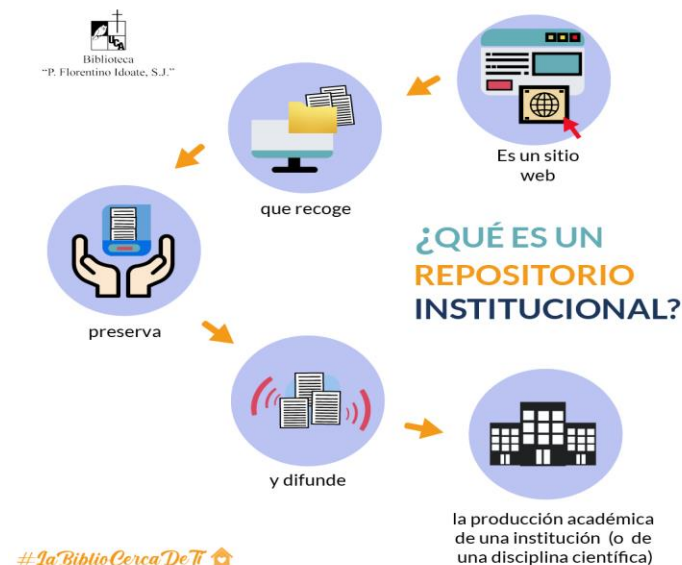 UCA
Biblioteca
"P. Florentino Idoate, S.J."
¿QUÉ ES UN
REPOSITORIO
INSTITUCIONAL?
Es un sitio
web
que recoge
preserva
y difunde
la producción académica
de una institución (o de
una disciplina científica)
#LaBiblioCercaDeTi